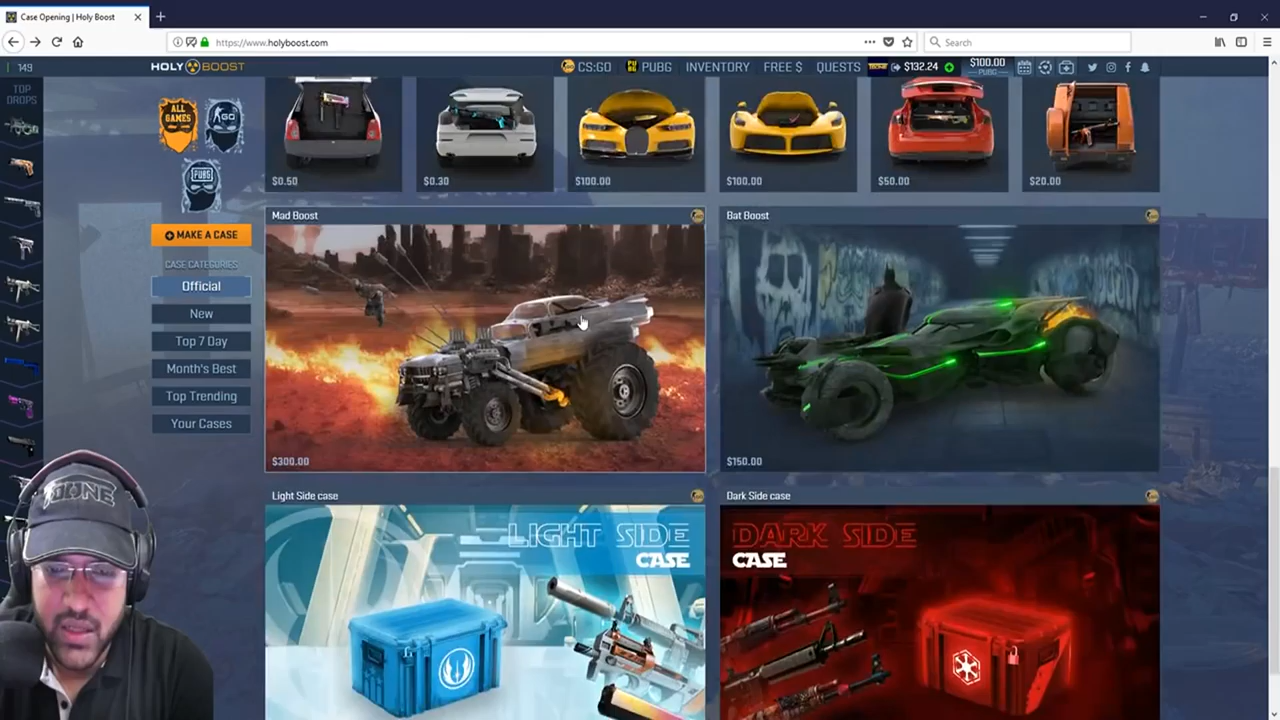 Case Opening | Holy Boost
https://www.holyboost.com
Search
149
HOLY BOOST
CS:GO
PUBG
INVENTORY
FREE $
QUESTS
$132.24
$100.00
PUBG
TOP
DROPS
ALL
GAMES
GO
PUBG
MAKE A CASE
CASE CATEGORIES
Official
New
Top 7 Day
Month's Best
Top Trending
Your Cases
$0.50
$0.30
$100.00
$100.00
$50.00
$20.00
Mad Boost
$300.00
Bat Boost
$150.00
Light Side case
LIGHT SIDE
CASE
Dark Side case
DARK SIDE
CASE